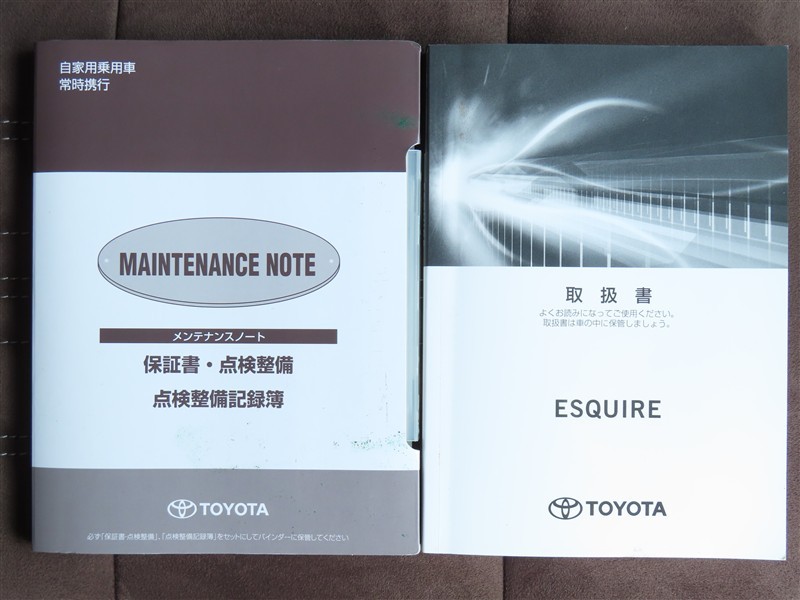 自家用乗用車
常時携行
MAINTENANCE NOTE
メンテナンスノート
保証書・点検整備
点検整備記録簿
TOYOTA
必ず「保証書・点検整備」、「点検整備記録簿」をセットにしてバインダーに保管してください
取扱書
よくお読みになってご使用ください。
取扱書は車の中に保管しましょう。
ESQUIRE
TOYOTA